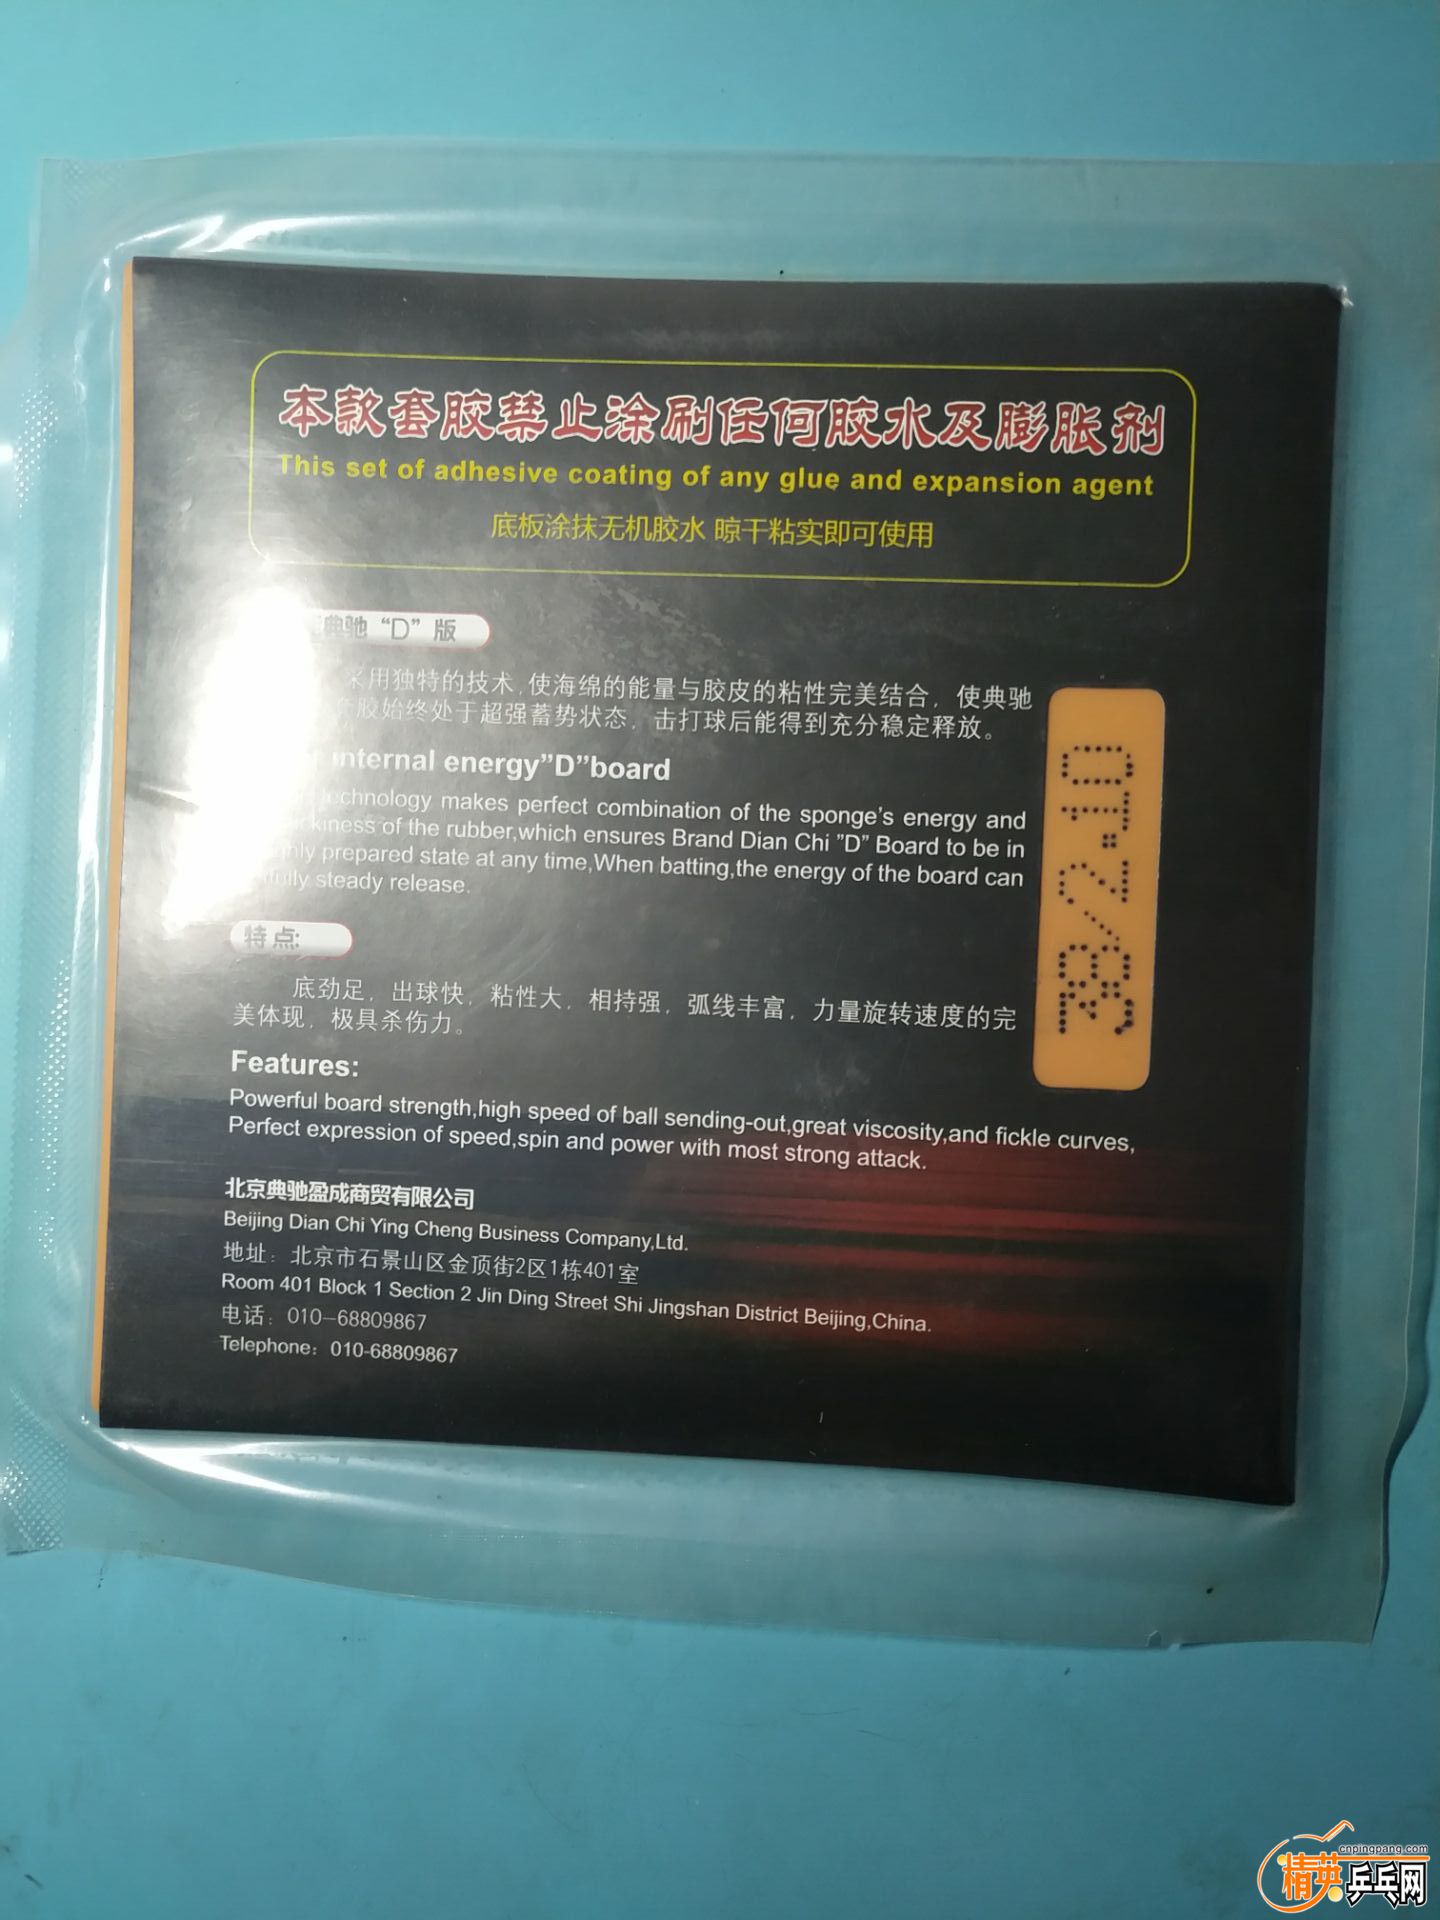 本款套胶禁止涂刷任何胶水及膨胀剂
This set of adhesive coating of any glue and expansion agent
底板涂抹无机胶水 晾干粘实即可使用
典驰“D”版
采用独特的技术,使海绵的能量与胶皮的粘性完美结合，使典驰
套胶始终处于超强蓄势状态，击打球后能得到充分稳定释放。
internal energy”D”board
technology makes perfect combination of the sponge's energy and
of the rubber,which ensures Brand Dian Chi ”D” Board to be in
prepared state at any time,When batting,the energy of the board can
fully steady release.
38/2.10
特点:
底劲足，出球快，粘性大，相持强，弧线丰富，力量旋转速度的完
美体现，极具杀伤力。
Features:
Powerful board strength,high speed of ball sending-out,great viscosity,and fickle curves,
Perfect expression of speed,spin and power with most strong attack.
北京典驰盈成商贸有限公司
Beijing Dian Chi Ying Cheng Business Company,Ltd.
地址：北京市石景山区金顶街2区1栋401室
Room 401 Block 1 Section 2 Jin Ding Street Shi Jingshan District Beijing,China.
电话：010-68809867
Telephone：010-68809867
cnpingpang.com
精英乒乓网